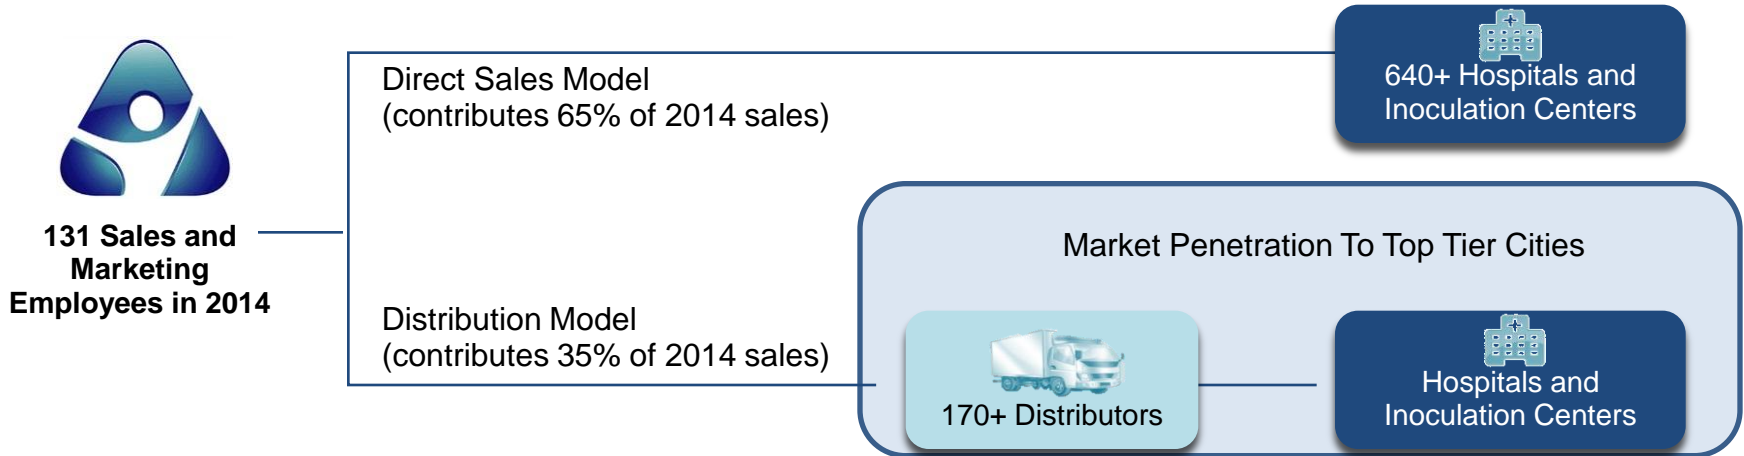 131 Sales and
Marketing
Employees in 2014
Direct Sales Model
(contributes 65% of 2014 sales)
640+ Hospitals and
Inoculation Centers
Market Penetration To Top Tier Cities
Distribution Model
(contributes 35% of 2014 sales)
170+ Distributors
Hospitals and
Inoculation Centers